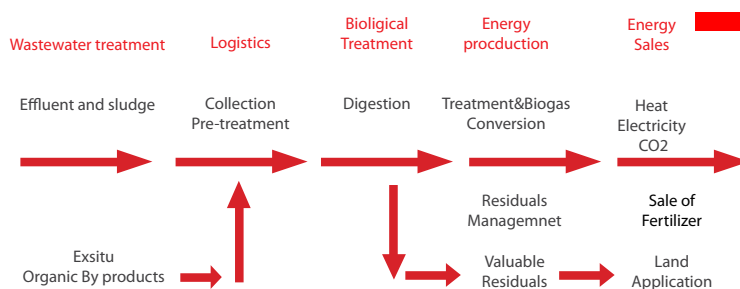 Wastewater treatment
Logistics
Bioligical
Treatment
Energy
procduction
Energy
Sales
Effluent and sludge
Collection
Pre-treatment
Digestion
Treatment&Biogas
Conversion
Heat
Electricity
CO2
Residuals
Managemnet
Sale of
Fertilizer
Exsitu
Organic By products
Valuable
Residuals
Land
Application